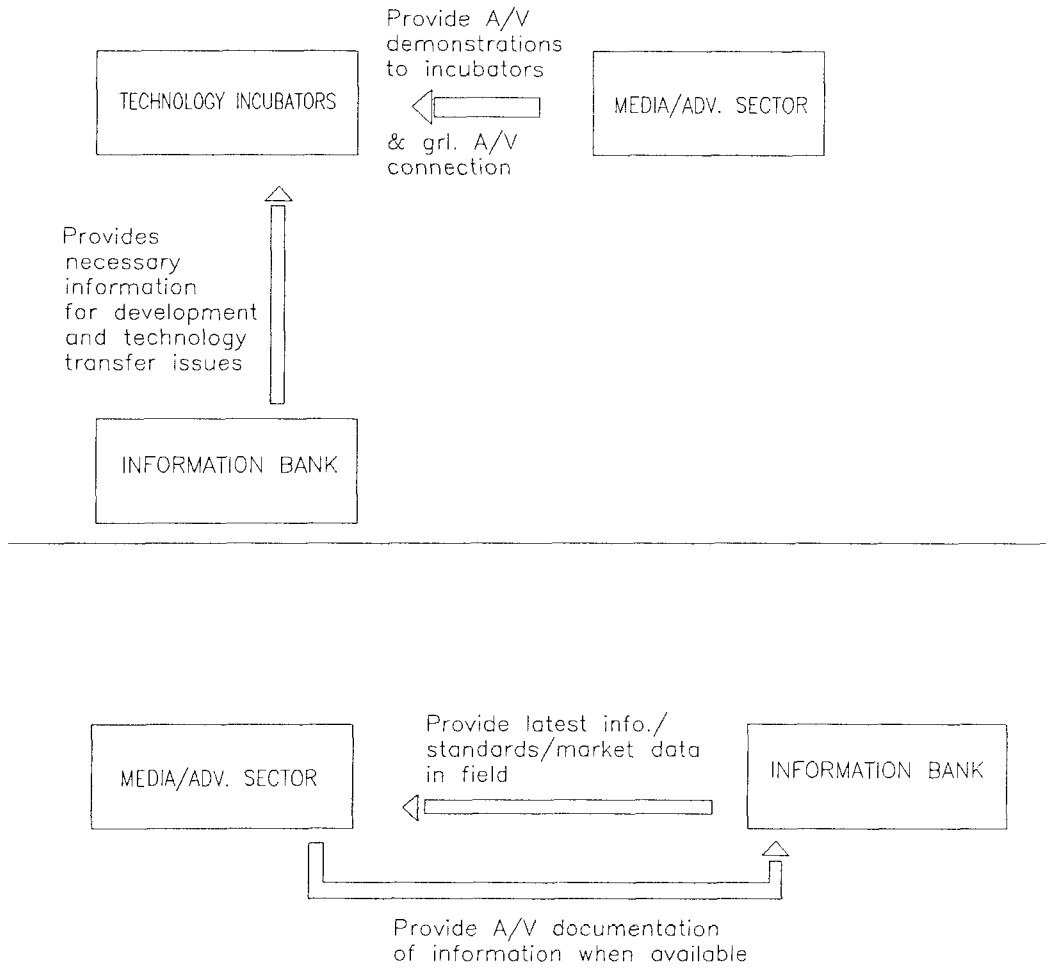 Provide A/V
demonstrations
to incubators
TECHNOLOGY INCUBATORS
MEDIA/ADV. SECTOR
& grl. A/V
connection
Provides
necessary
information
for development
and technology
transfer issues
INFORMATION BANK
Provide latest info./
standards/market data
in field
MEDIA/ADV. SECTOR
INFORMATION BANK
Provide A/V documentation
of information when available